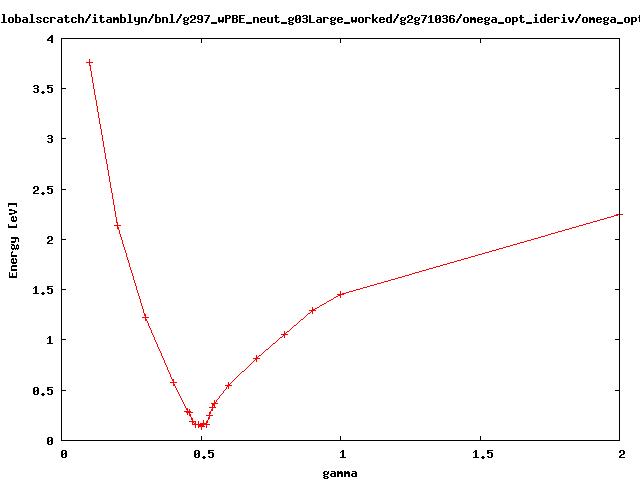 lobalscratch/itamblyn/bnl/g297_wPBE_neut_g03Large_worked/g2g71036/omega_opt_ideriv/omega_opt
4
3.5
3
2.5
2
1.5
1
0.5
0
Energy [eV]
0 0.5 1 1.5 2
gamma